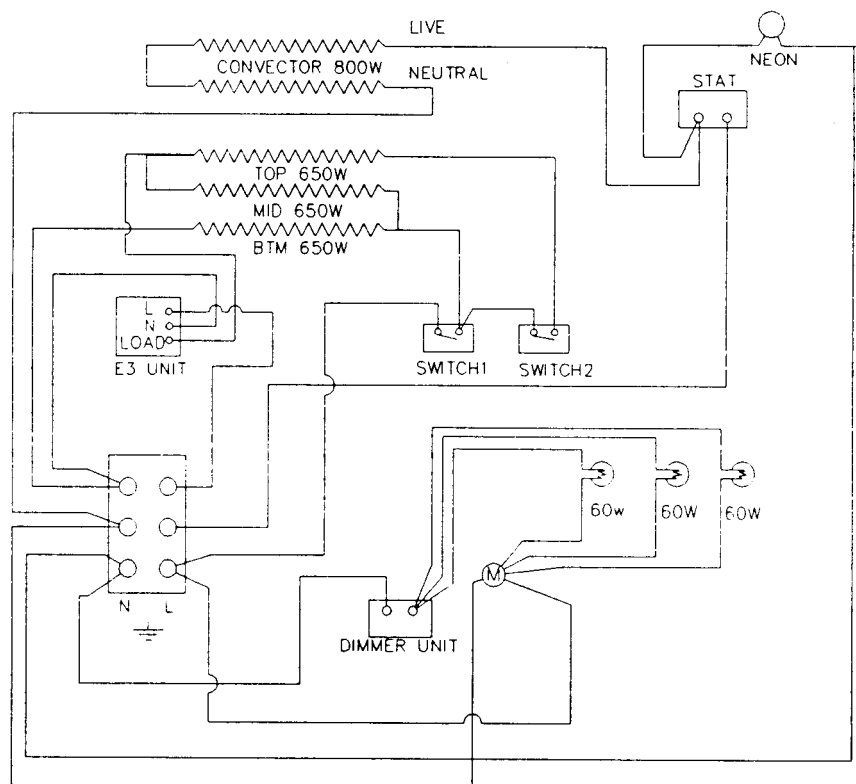 LIVE
CONVECTOR 800W
NEUTRAL
NEON
STAT
TOP 650W
MID 650W
BTM 650W
L
N
LOAD
E3 UNIT
SWITCH1
SWITCH2
60w
60W
60W
M
N L
DIMMER UNIT